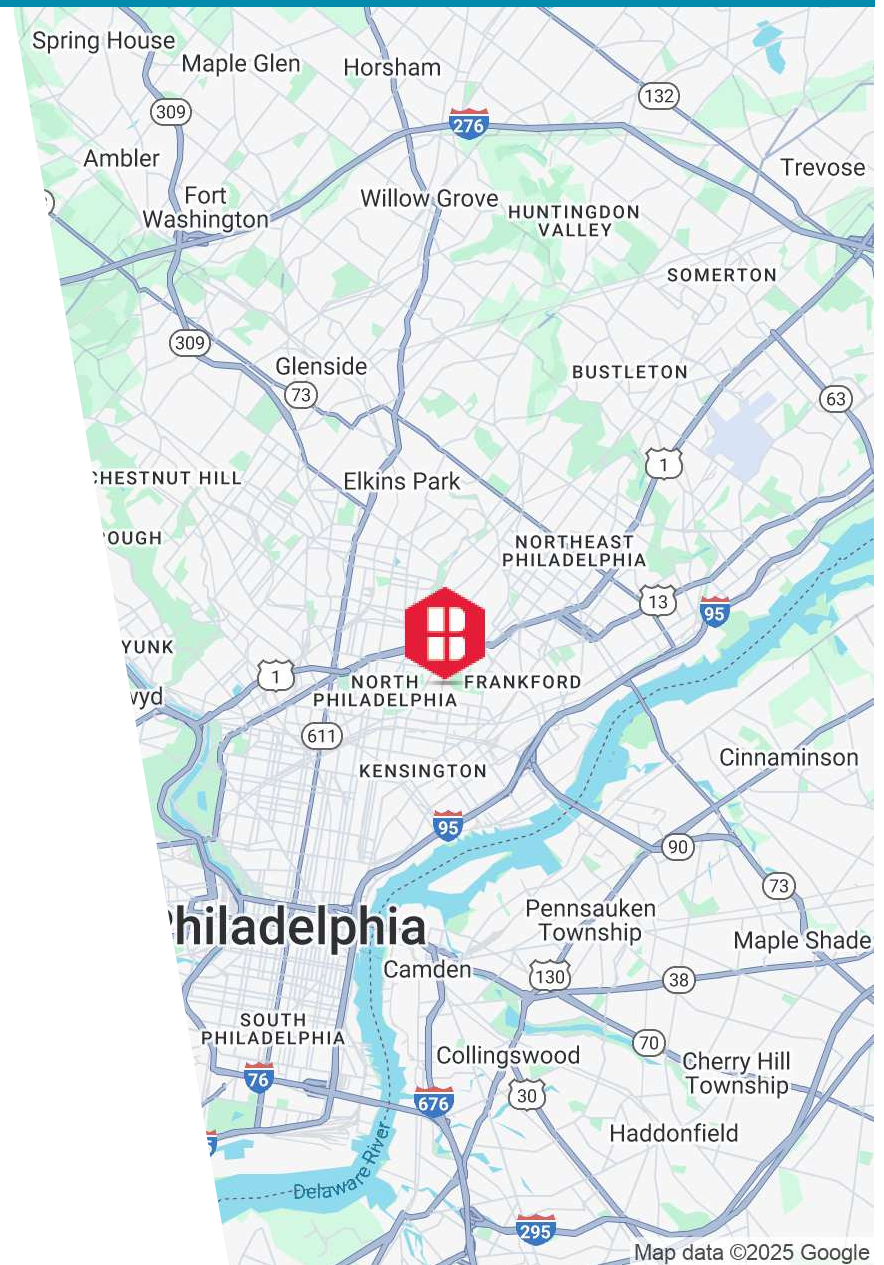 Spring House
Maple Glen
Horsham
132
309
276
Ambler
Trevose
Fort
Washington
Willow Grove
HUNTINGDON
VALLEY
SOMERTON
309
Glenside
BUSTLETON
73
63
1
CHESTNUT HILL
Elkins Park
OUGH
NORTHEAST
PHILADELPHIA
13
95
YUNK
1
NORTH
PHILADELPHIA
FRANKFORD
wyd
611
Cinnaminson
KENSINGTON
95
90
73
Philadelphia
Pennsauken
Township
Maple Shade
Camden
130
38
SOUTH
PHILADELPHIA
70
Collingswood
Cherry Hill
Township
76
676
30
Haddonfield
Delaware River
295
Map data ©2025 Google